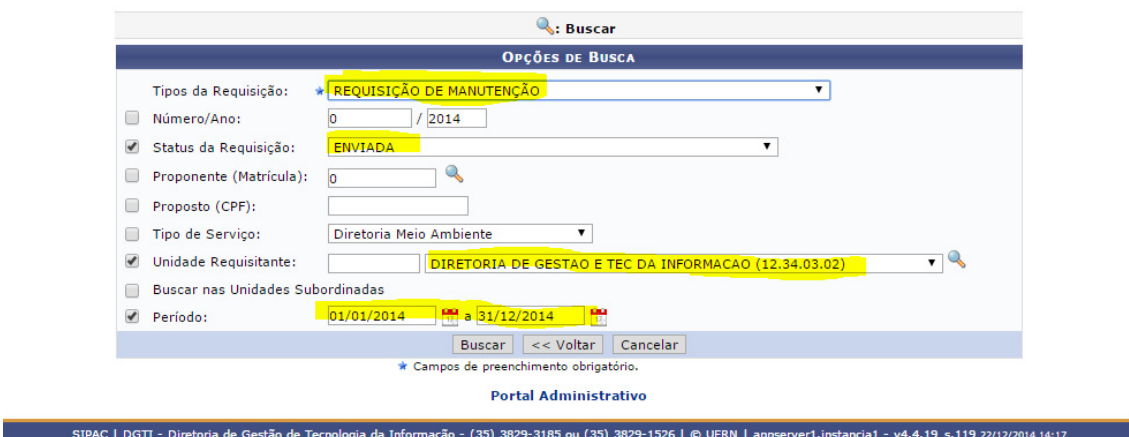 : Buscar
OPÇÕES DE BUSCA
Tipos da Requisição: REQUISIÇÃO DE MANUTENÇÃO
Número/Ano: 0 / 2014
Status da Requisição: ENVIADA
Proponente (Matrícula): 0
Proposto (CPF):
Tipo de Serviço: Diretoria Meio Ambiente
Unidade Requisitante: DIRETORIA DE GESTAO E TEC DA INFORMACAO (12.34.03.02)
Buscar nas Unidades Subordinadas
Período: 01/01/2014 a 31/12/2014
Buscar << Voltar Cancelar
Campos de preenchimento obrigatório.
Portal Administrativo
SIPAC | DGTI - Diretoria de Gestão de Tecnologia da Informação - (35) 3829-3185 ou (35) 3829-1526 | © UFRN | appserver1.instancia1 - v4.4.19_s.119 22/12/2014 14:17